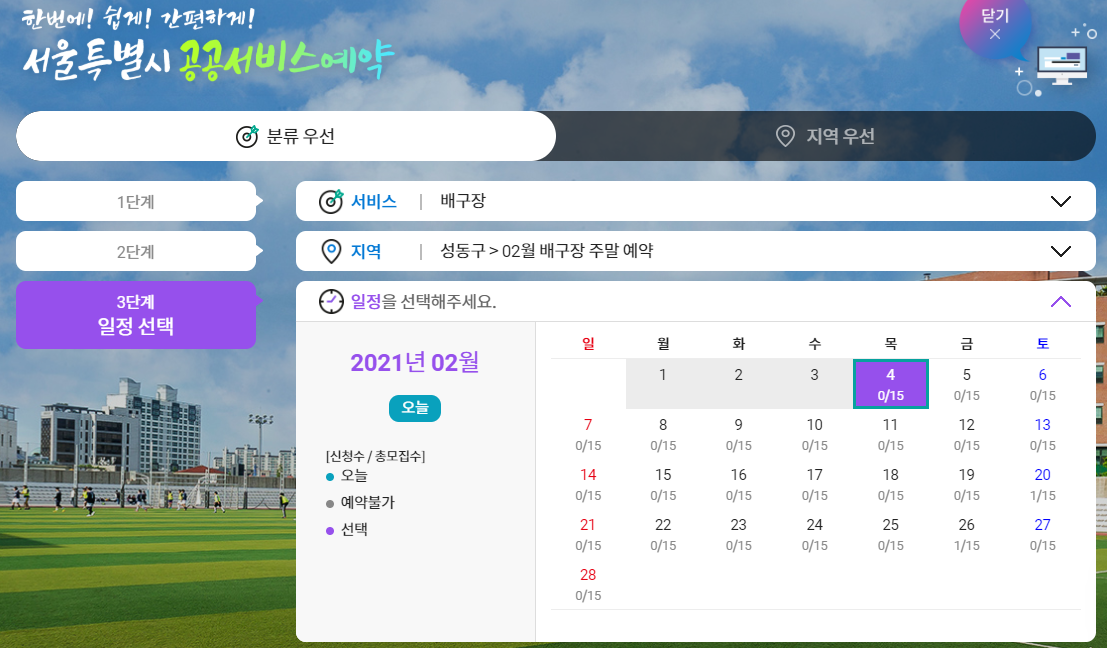 한번에! 쉽게! 간편하게!
서울특별시 공공서비스예약
닫기
분류 우선
지역 우선
1단계
서비스 | 배구장
2단계
지역 | 성동구 > 02월 배구장 주말 예약
3단계
일정 선택
일정을 선택해주세요.
2021년 02월
오늘
[신청수 / 총모집수]
오늘
예약불가
선택
일 월 화 수 목 금 토
1 2 3 4 5 6
0/15 0/15 0/15
7 8 9 10 11 12 13
0/15 0/15 0/15 0/15 0/15 0/15 0/15
14 15 16 17 18 19 20
0/15 0/15 0/15 0/15 0/15 0/15 1/15
21 22 23 24 25 26 27
0/15 0/15 0/15 0/15 0/15 1/15 0/15
28
0/15